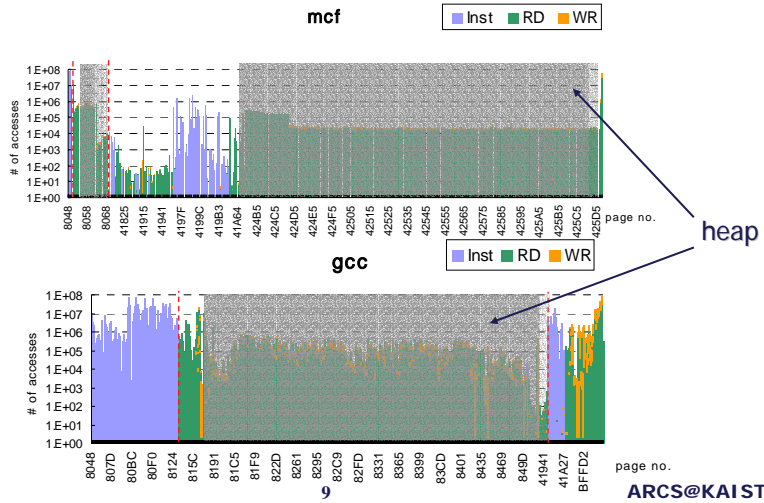 mcf
Inst RD WR
# of accesses
1.E+08
1.E+07
1.E+06
1.E+05
1.E+04
1.E+03
1.E+02
1.E+01
1.E+00
8048 8058 8068 41825 41915 41941 4197F 4199C 419B3 41A64 424B5 424C5 424D5 424E5 424F5 42505 42515 42525 42535 42545 42555 42565 42575 42585 42595 425A5 425B5 425C5 425D5
page no.
heap
gcc
Inst RD WR
# of accesses
1.E+08
1.E+07
1.E+06
1.E+05
1.E+04
1.E+03
1.E+02
1.E+01
1.E+00
8048 807D 80BC 80F0 8124 815C 8191 81C5 81F9 822D 8261 8295 82C9 82FD 8331 8365 8399 83CD 8401 8435 8469 849D 41941 41A27 BFFD2
page no.
9
ARCS@KAIST